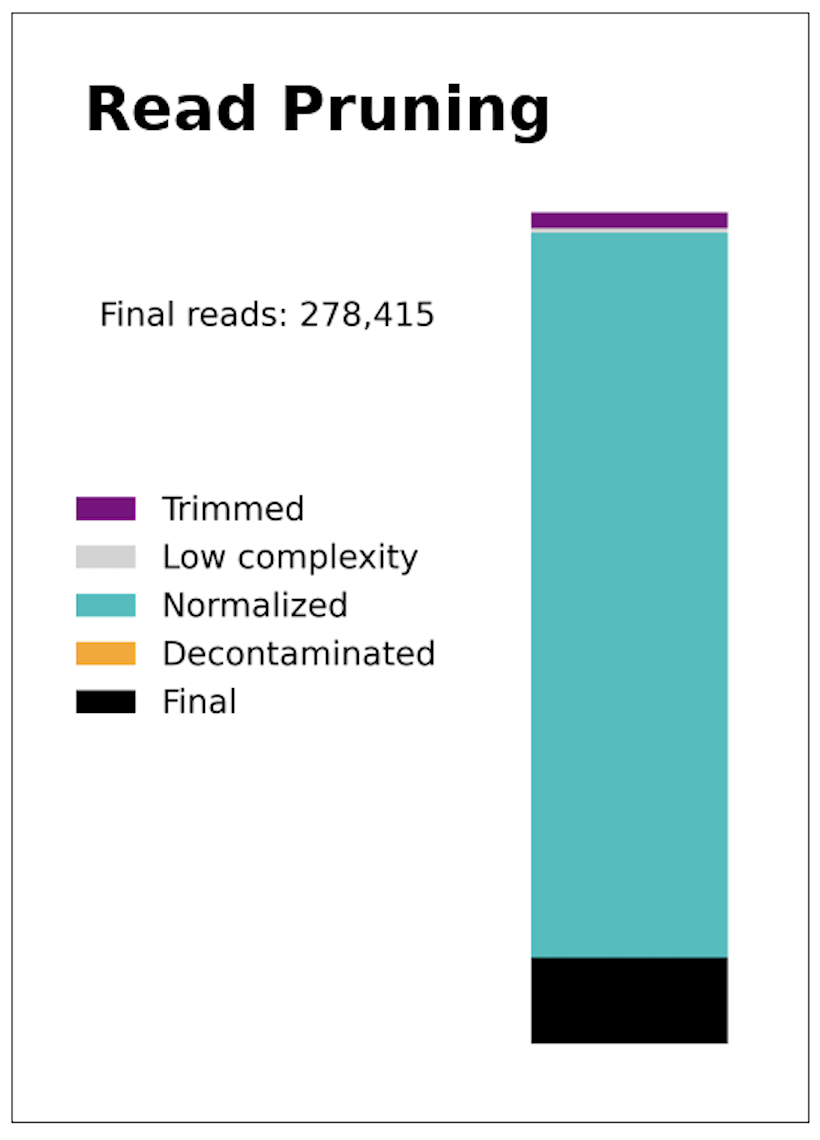 Read Pruning
Final reads: 278,415
Trimmed
Low complexity
Normalized
Decontaminated
Final